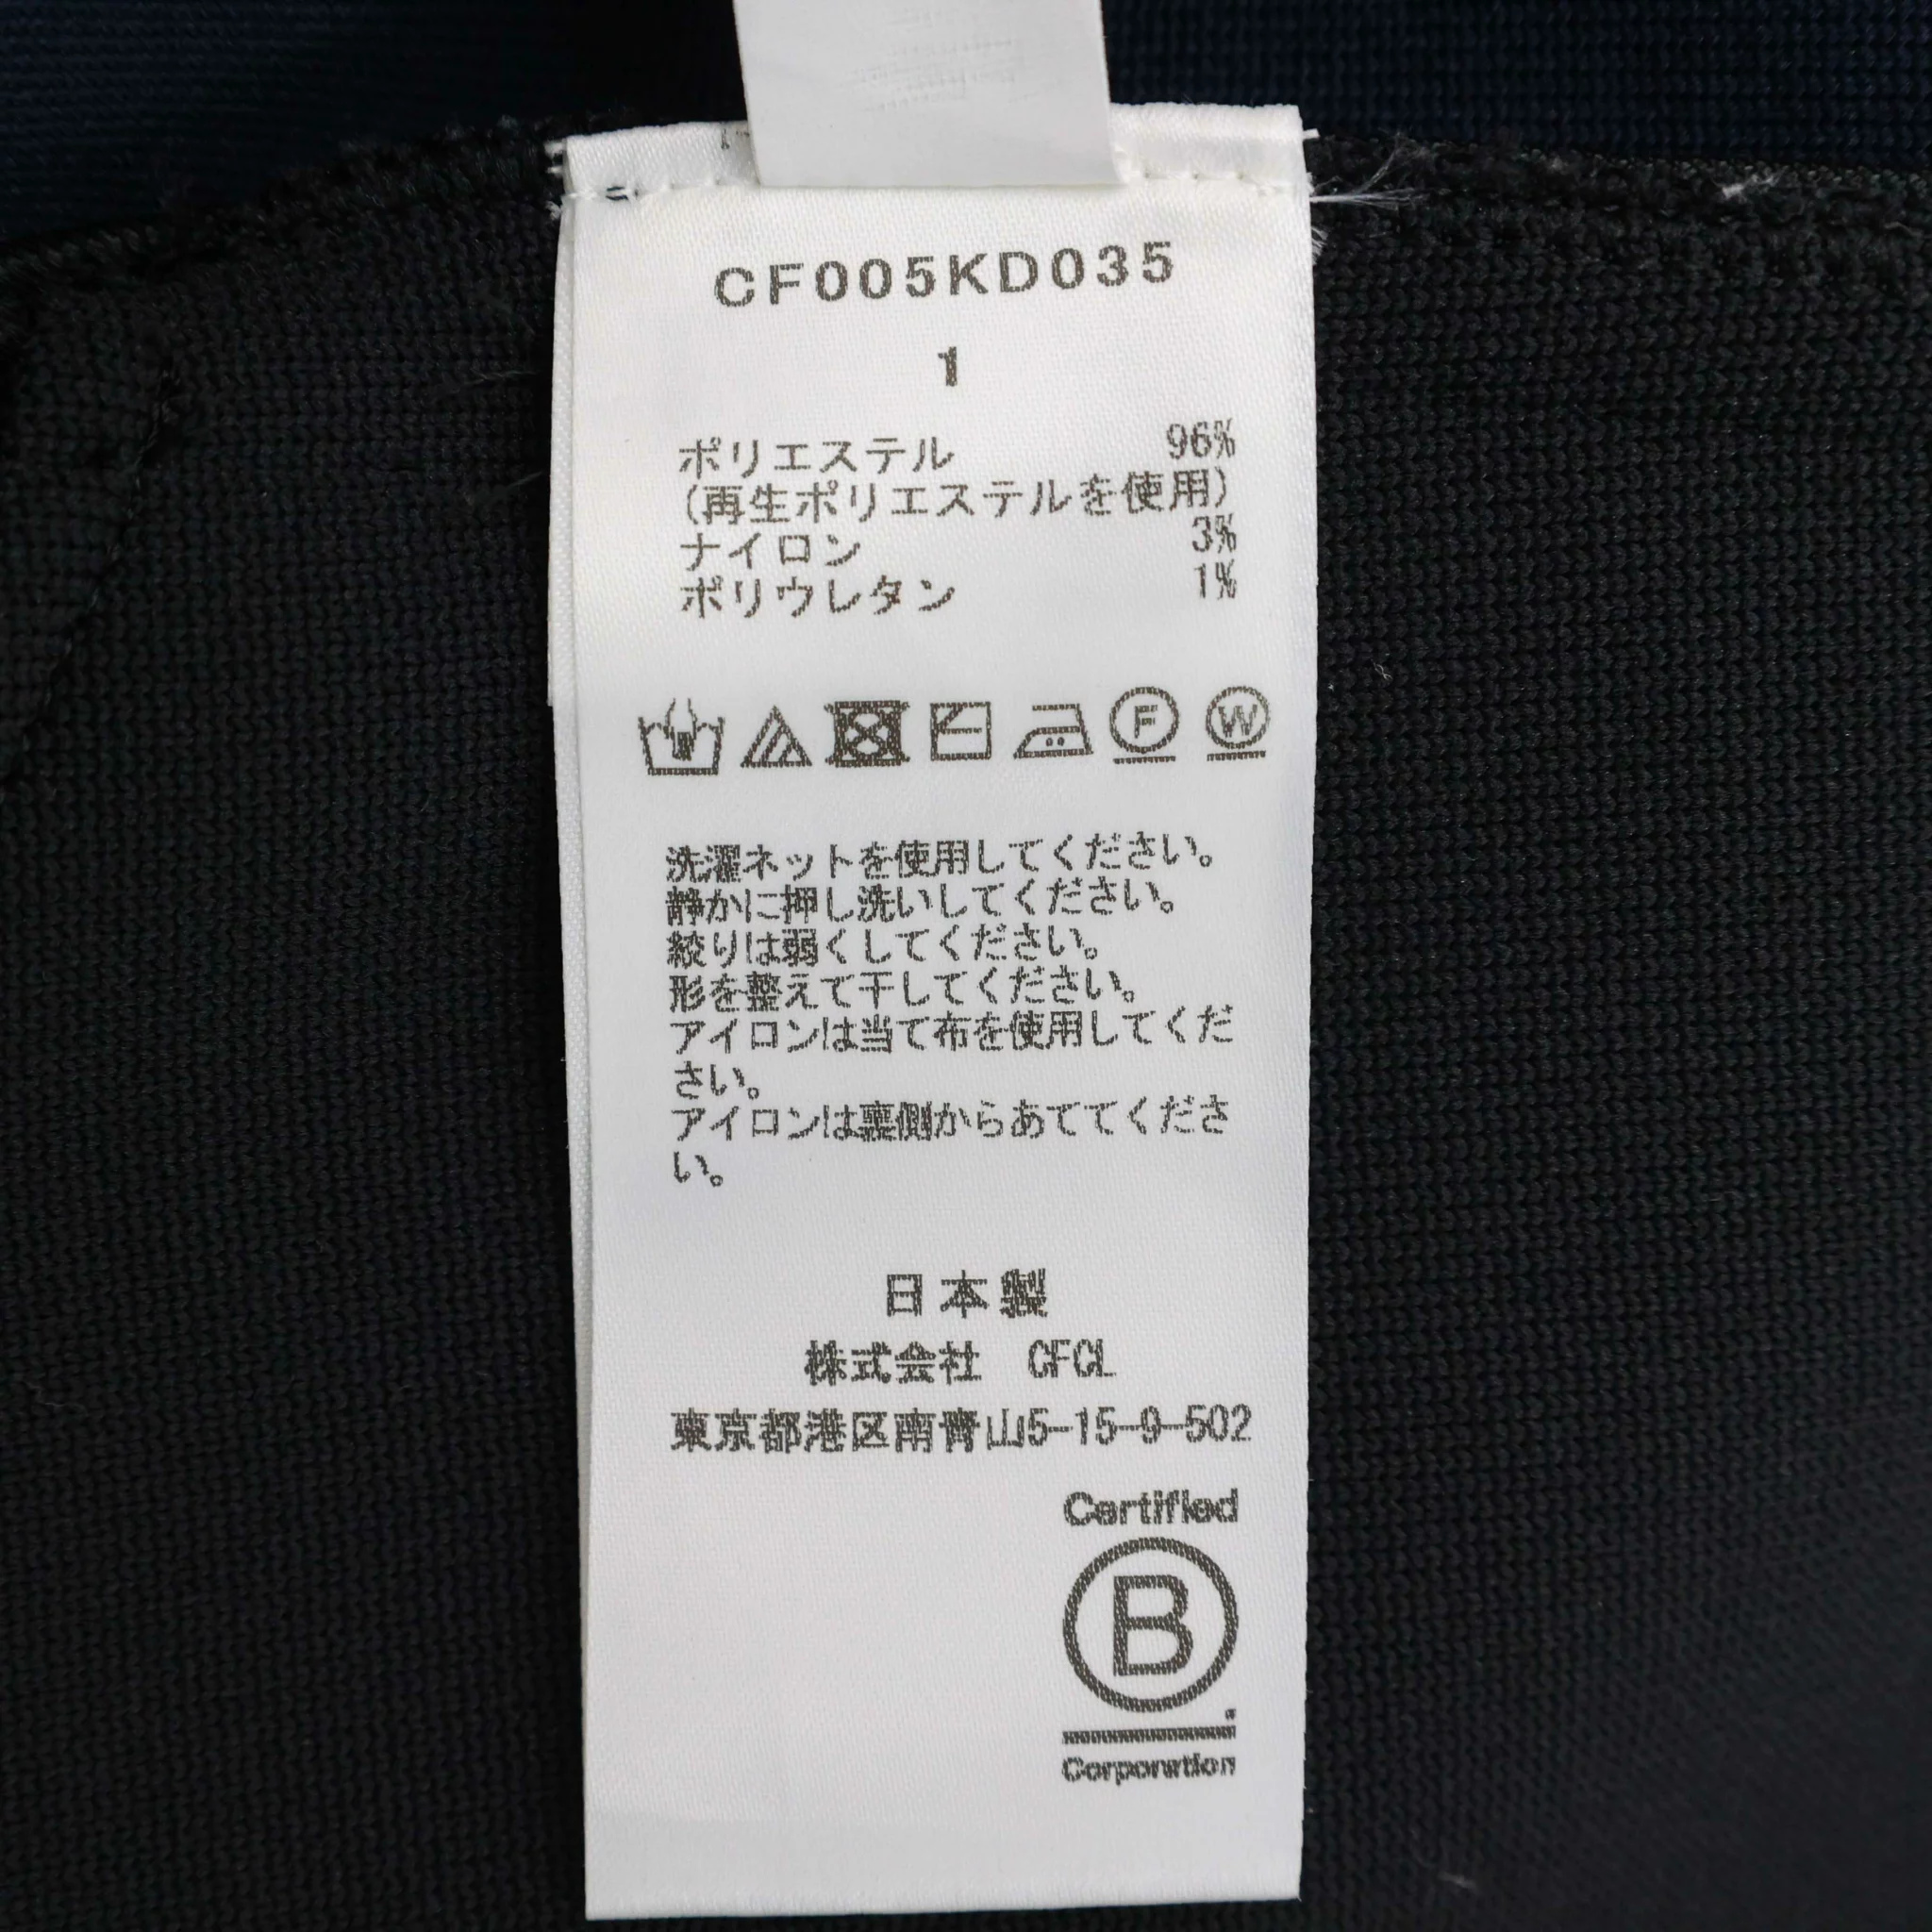 CF005KD035
1
ポリエステル 96%
(再生ポリエステルを使用)
ナイロン 3%
ポリウレタン 1%
F W
洗濯ネットを使用してください。
静かに押し洗いしてください。
絞りは弱くしてください。
形を整えて干してください。
アイロンは当て布を使用してくだ
さい。
アイロンは裏側からあててくださ
い。
日本製
株式会社 CFCL
東京都港区南青山5-15-9-502
Certified
B
Corporation